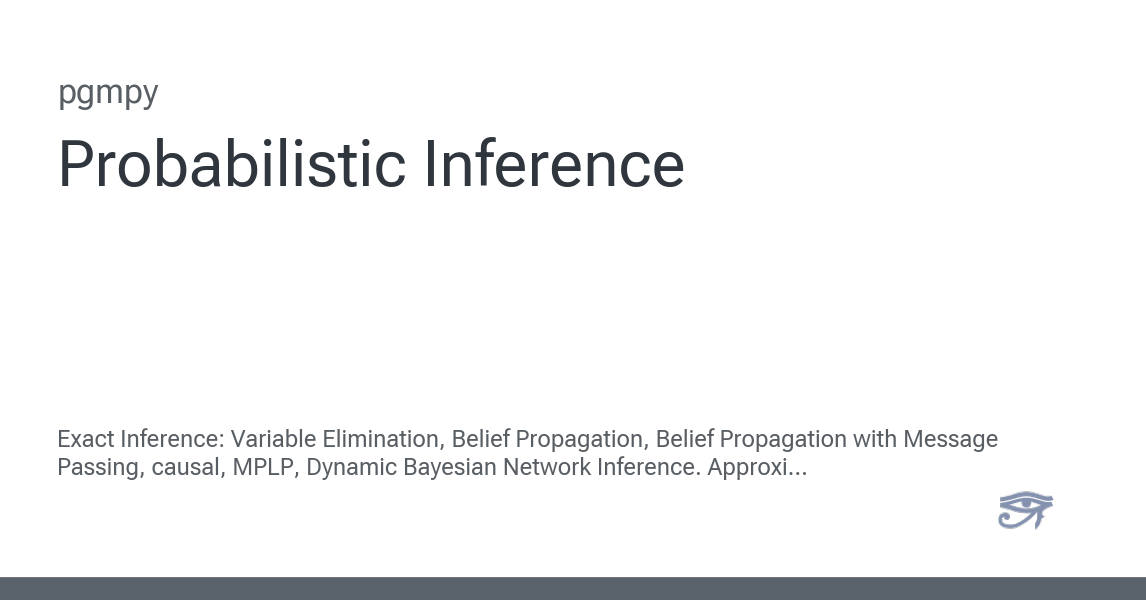 pgmpy
Probabilistic Inference
Exact Inference: Variable Elimination, Belief Propagation, Belief Propagation with Message
Passing, causal, MPLP, Dynamic Bayesian Network Inference. Approxi...